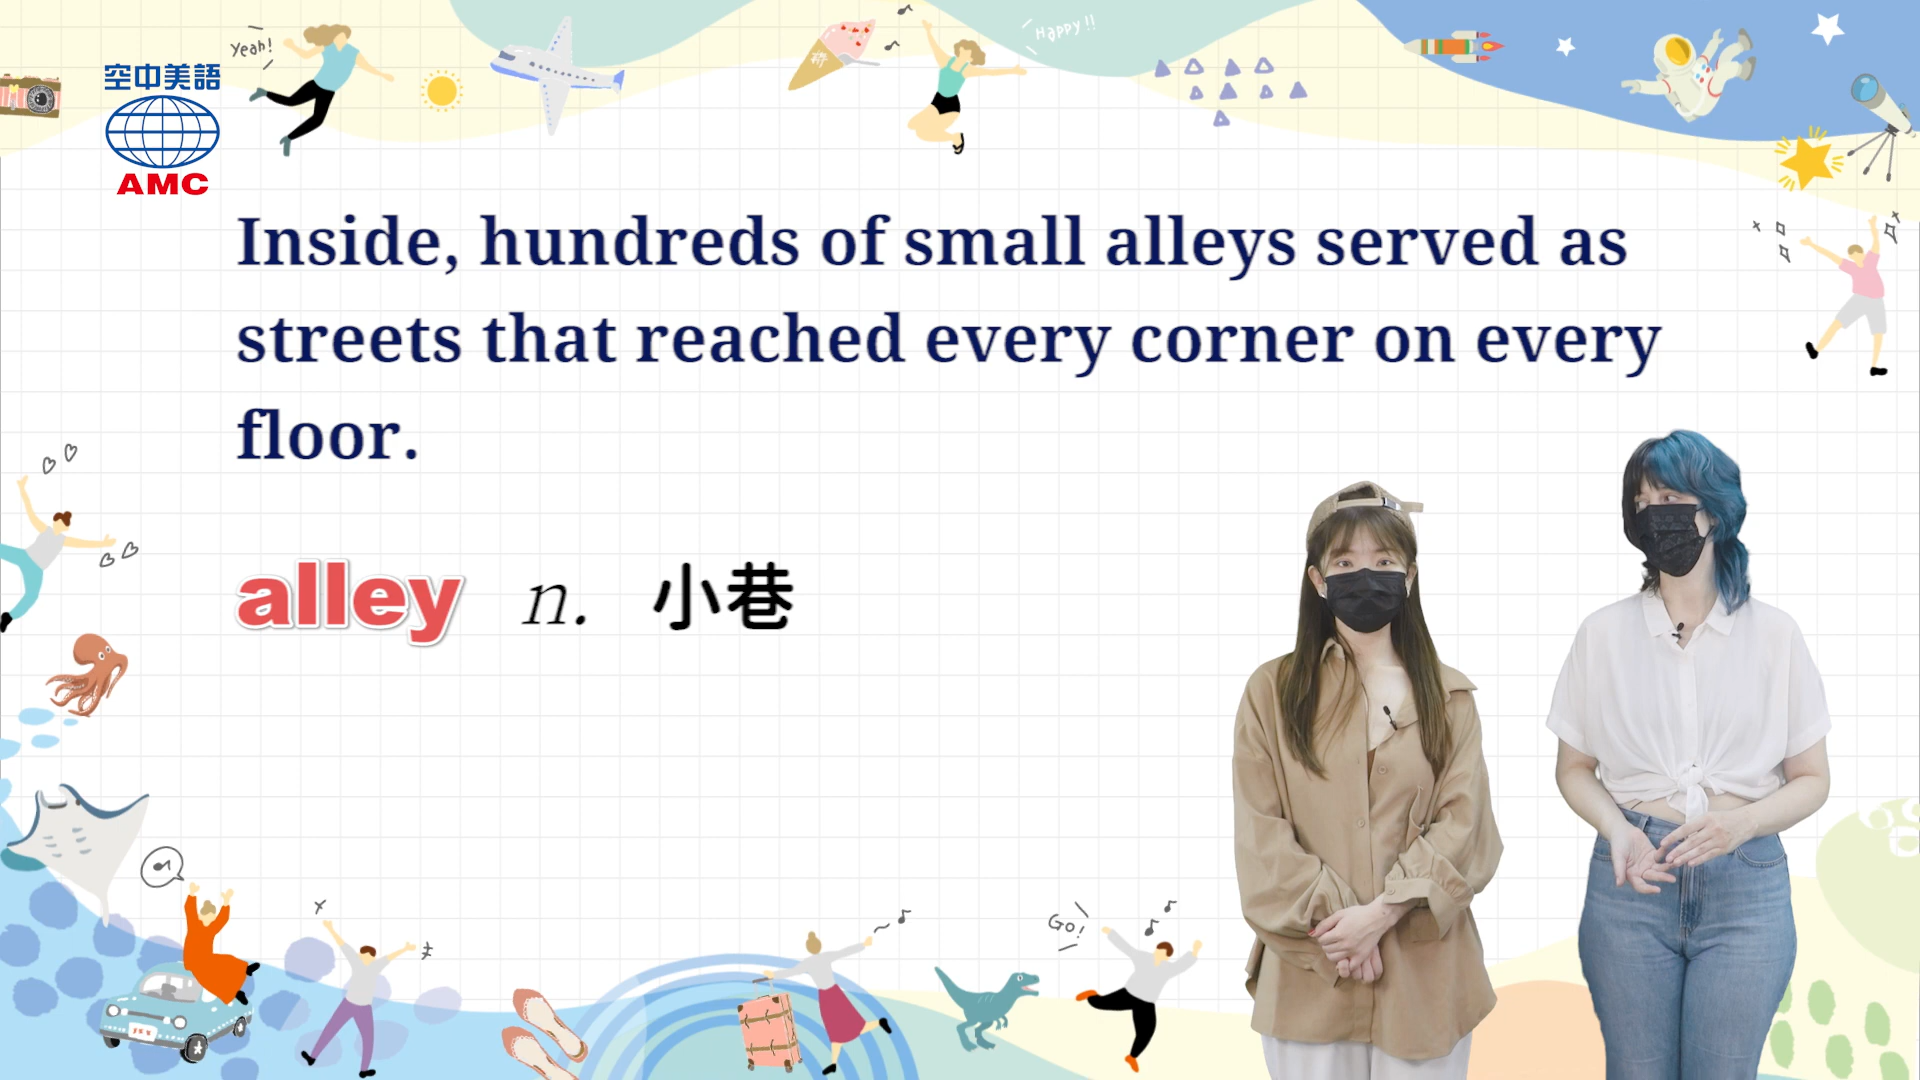 Yeah!
Happy!!
空中美語
AMC
Inside, hundreds of small alleys served as
streets that reached every corner on every
floor.
alley n. 小巷
Go!